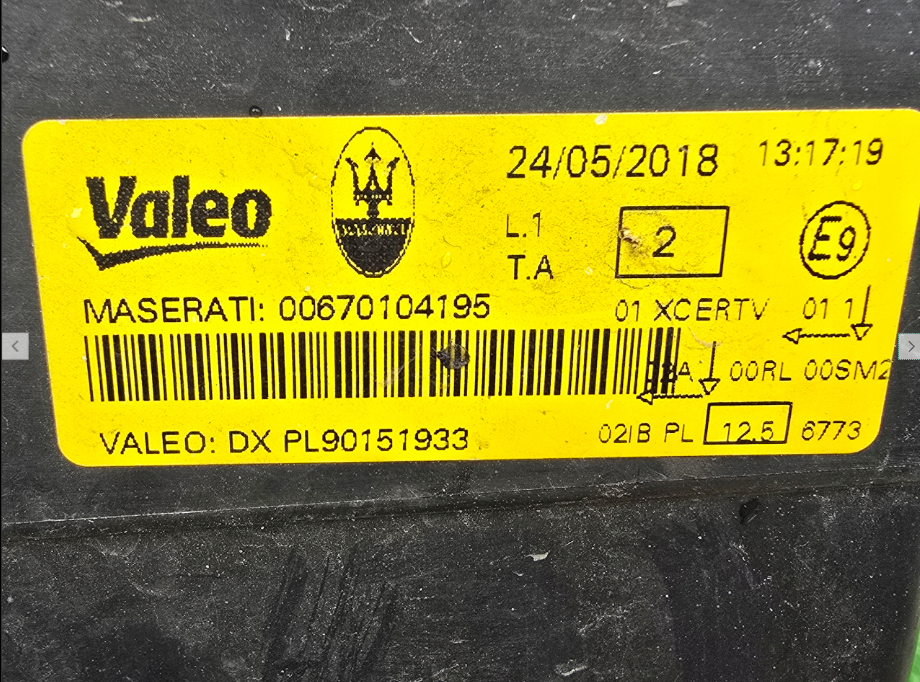 Valeo
24/05/2018 13:17:19
L.1 2 E9
T.A
MASERATI: 00670104195
01 XCERTV 01 1
00RL 00SM2
VALEO: DX PL90151933
02IB PL 12.5 6773